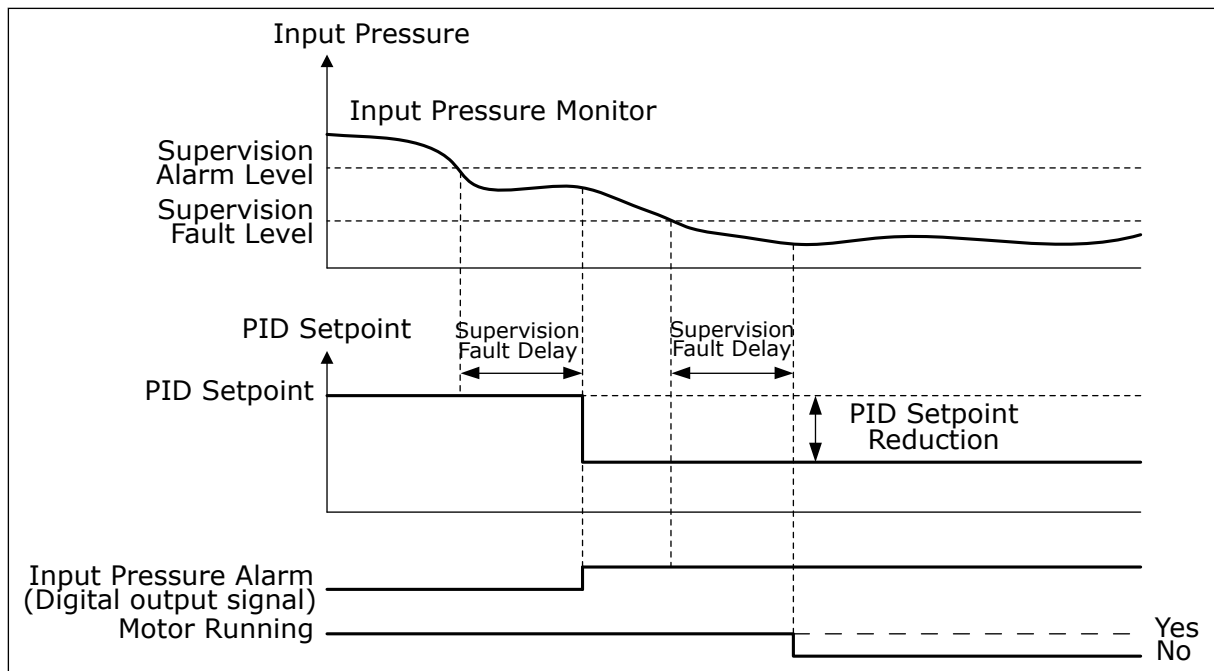 Input Pressure
Input Pressure Monitor
Supervision
Alarm Level
Supervision
Fault Level
PID Setpoint
Supervision
Fault Delay
Supervision
Fault Delay
PID Setpoint
PID Setpoint
Reduction
Input Pressure Alarm
(Digital output signal)
Motor Running
Yes
No